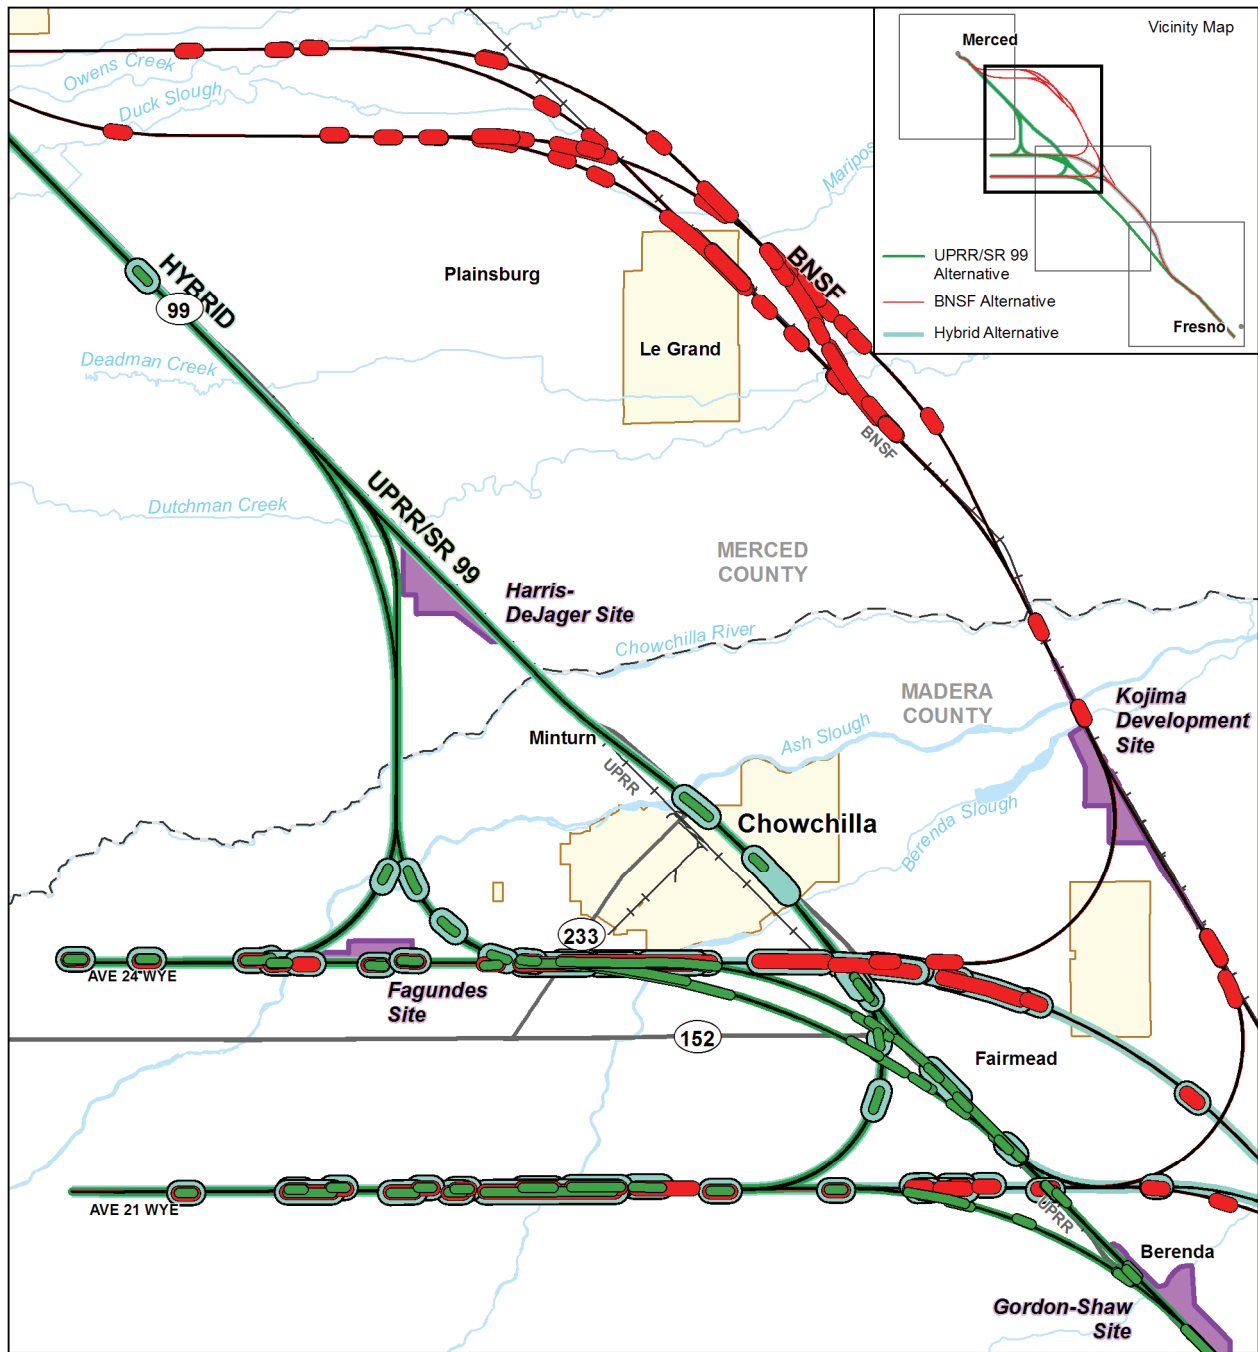 Vicinity Map
Merced
UPRR/SR 99
Alternative
BNSF Alternative
Hybrid Alternative
Fresno
Owens Creek
Duck Slough
HYBRID
99
Plainsburg
BNSF
Le Grand
Deadman Creek
BNSF
Dutchman Creek
UPRR/SR 99
MERCED
COUNTY
Harris-
DeJager Site
Chowchilla River
MADERA
COUNTY
Kojima
Development
Site
Minturn
UPRR
Ash Slough
Chowchilla
Berenda Slough
233
AVE 24 WYE
Fagundes
Site
152
Fairmead
AVE 21 WYE
UPRR
Berenda
Gordon-Shaw
Site